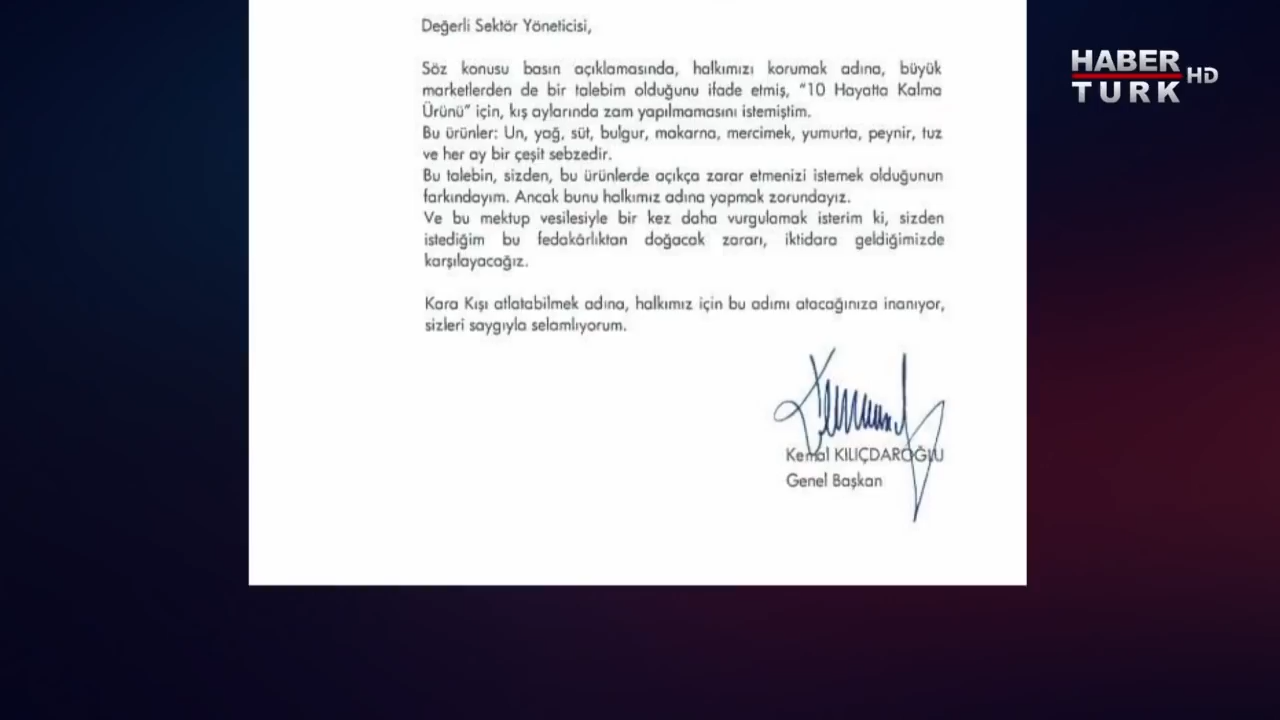 Değerli Sektör Yöneticisi,
Söz konusu basın açıklamasında, halkımızı korumak adına, büyük
marketlerden de bir talebim olduğunu ifade etmiş, “10 Hayatta Kalma
Ürünü” için, kış aylarında zam yapılmamasını istemiştim.
Bu ürünler: Un, yağ, süt, bulgur, makarna, mercimek, yumurta, peynir, tuz
ve her ay bir çeşit sebzedir.
Bu talebin, sizden, bu ürünlerde açıkça zarar etmenizi istemek olduğunun
farkındayım. Ancak bunu halkımız adına yapmak zorundayız.
Ve bu mektup vesilesiyle bir kez daha vurgulamak isterim ki, sizden
istediğim bu fedakârlıktan doğacak zararı, iktidara geldiğimizde
karşılayacağız.
Kara Kışı atlatabilmek adına, halkımız için bu adımı atacağınıza inanıyor,
sizleri saygıyla selamlıyorum.
Kemal KILIÇDAROĞLU
Genel Başkan
HABER
TURK HD